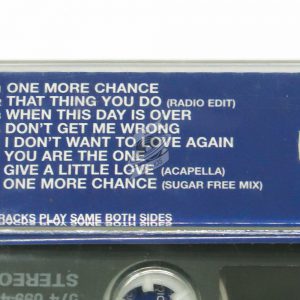 ONE MORE CHANCE
THAT THING YOU DO (RADIO EDIT)
WHEN THIS DAY IS OVER
DON'T GET ME WRONG
I DON'T WANT TO LOVE AGAIN
YOU ARE THE ONE
GIVE A LITTLE LOVE (ACAPELLA)
ONE MORE CHANCE (SUGAR FREE MIX)
TRACKS PLAY SAME BOTH SIDES
STEREO